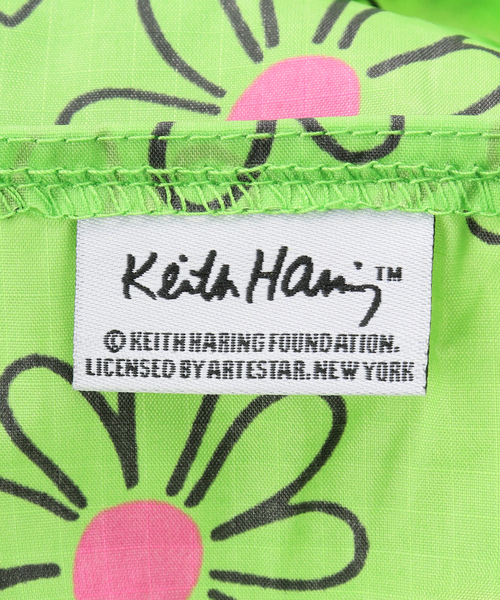 Keith Haring™
© KEITH HARING FOUNDATION.
LICENSED BY ARTESTAR. NEW YORK